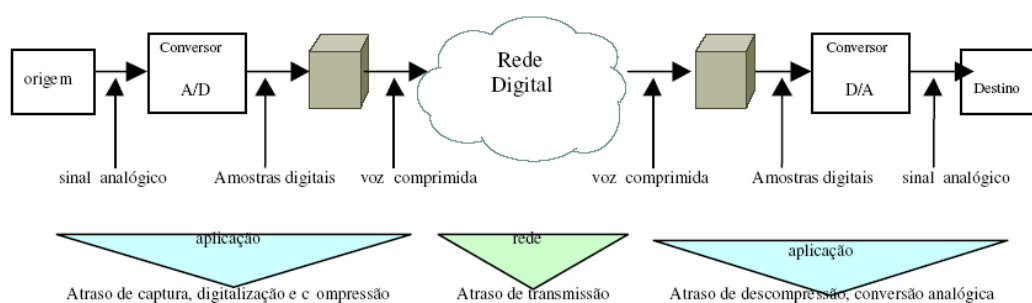 origem
Conversor
A/D
Rede
Digital
Conversor
D/A
Destino
sinal analógico
Amostras digitais
voz comprimida
voz comprimida
Amostras digitais
sinal analógico
aplicação
rede
aplicação
Atraso de captura, digitalização e c ompressão
Atraso de transmissão
Atraso de descompressão, conversão analógica